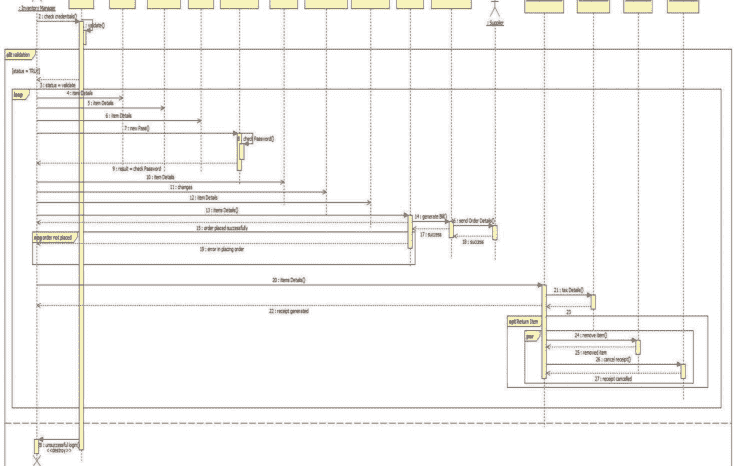 : Inventory Manager
: Supplier
2 : check credentials()
: validate()
alt validation
[status = TRUE]
3 : status = validate
loop
4 : item Details
5 : item Details
6 : item Details
7 : new Pass()
8 : check Password()
9 : result = check Password
10 : item Details
11 : changes
12 : item Details
13 : items Details()
14 : generate Bill()
: send Order Details()
15 : order placed successfully
17 : success
18 : success
order not placed
19 : error in placing order
20 : items Details()
21 : tax Details()
22 : receipt generated
23
opt Return Item
par
24 : remove item()
25 : removed item
26 : cancel receipt()
27 : receipt cancelled
: unsuccessful login()
<<destroy>>